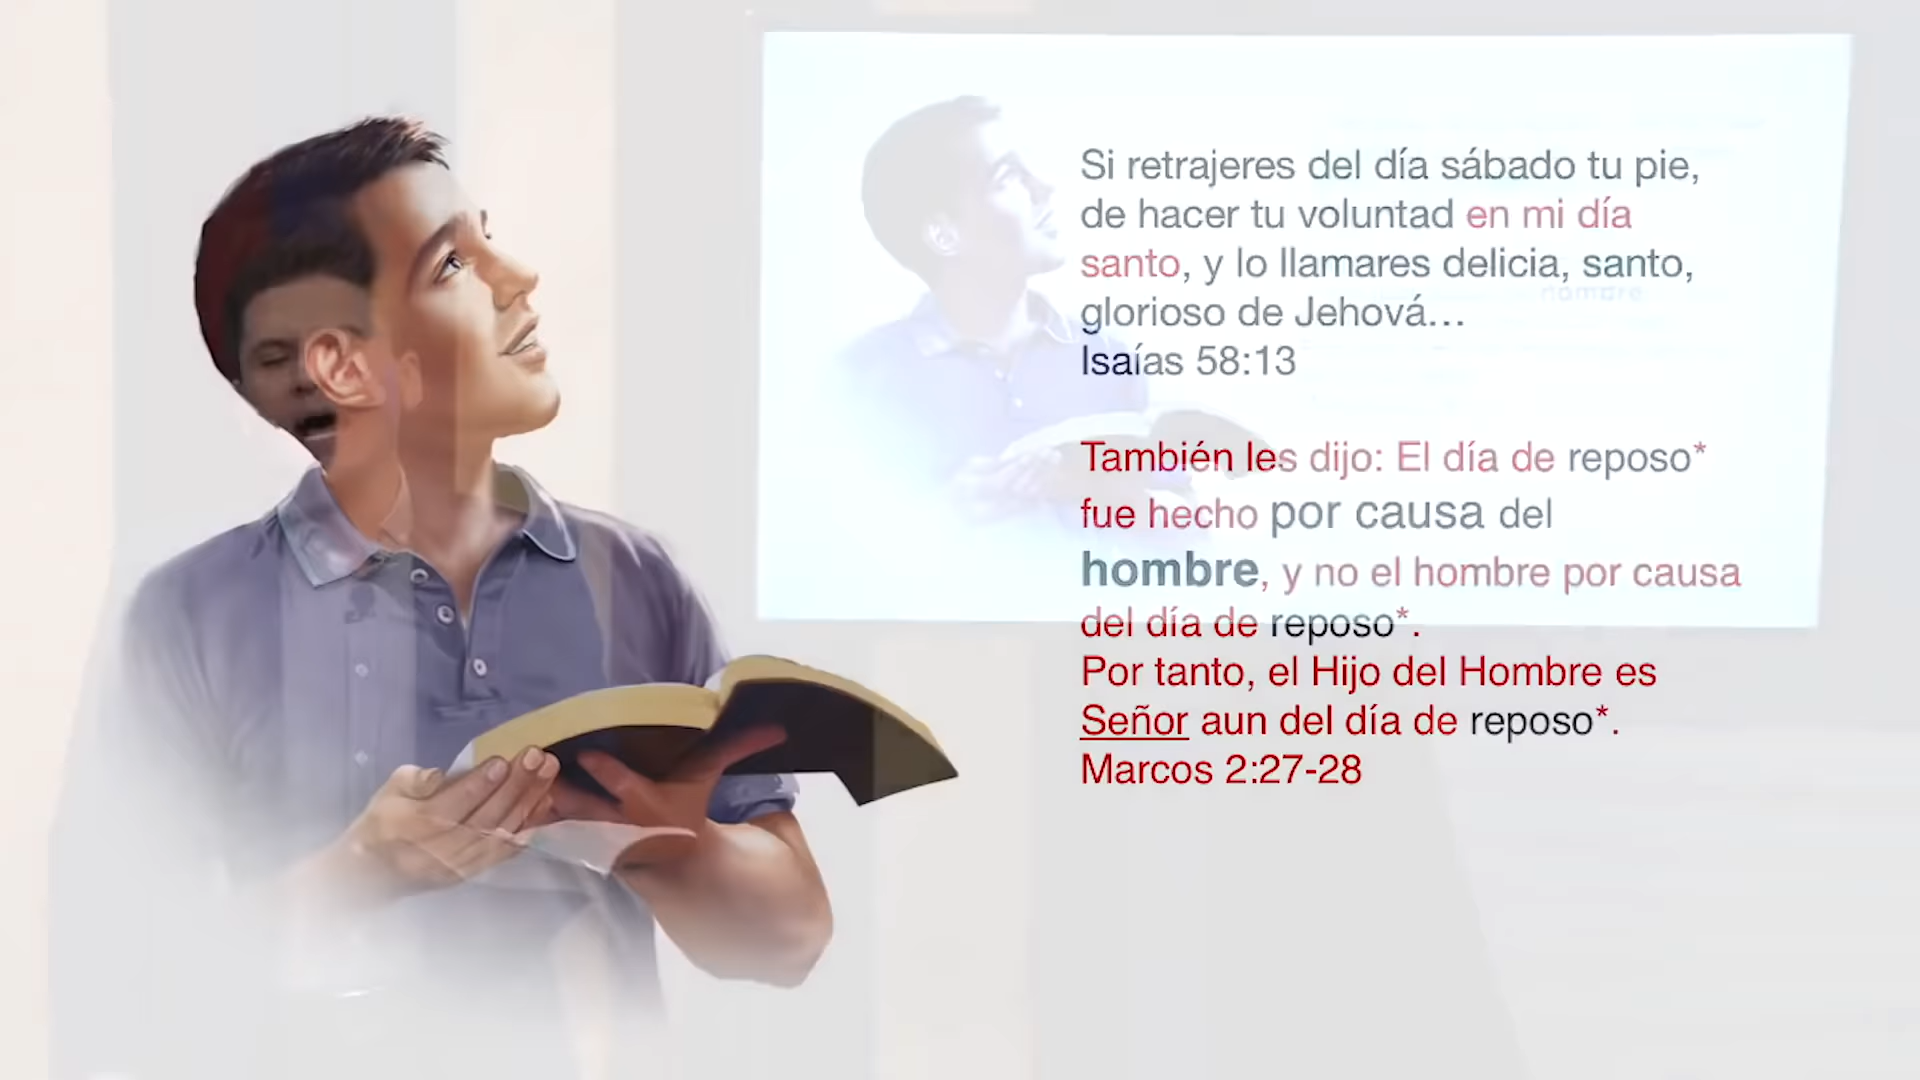 Si retrajeres del día sábado tu pie,
de hacer tu voluntad en mi día
santo, y lo llamares delicia, santo,
glorioso de Jehová...
Isaías 58:13
También les dijo: El día de reposo*
fue hecho por causa del
hombre, y no el hombre por causa
del día de reposo*.
Por tanto, el Hijo del Hombre es
Señor aun del día de reposo*.
Marcos 2:27-28